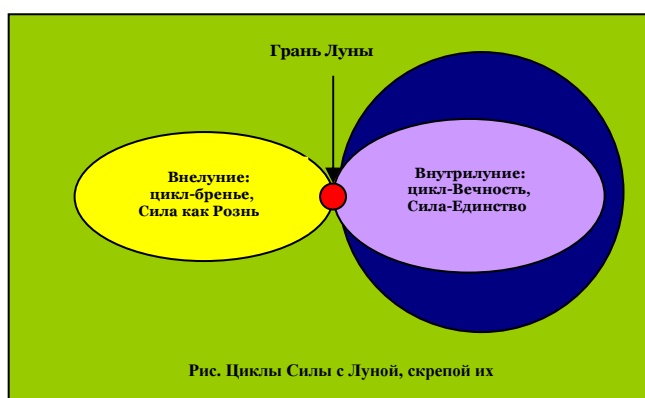 Грань Луны
Внелуние:
цикл-бренье,
Сила как Рознь
Внутрилуние:
цикл-Вечность,
Сила-Единство
Рис. Циклы Силы с Луной, скрепой их